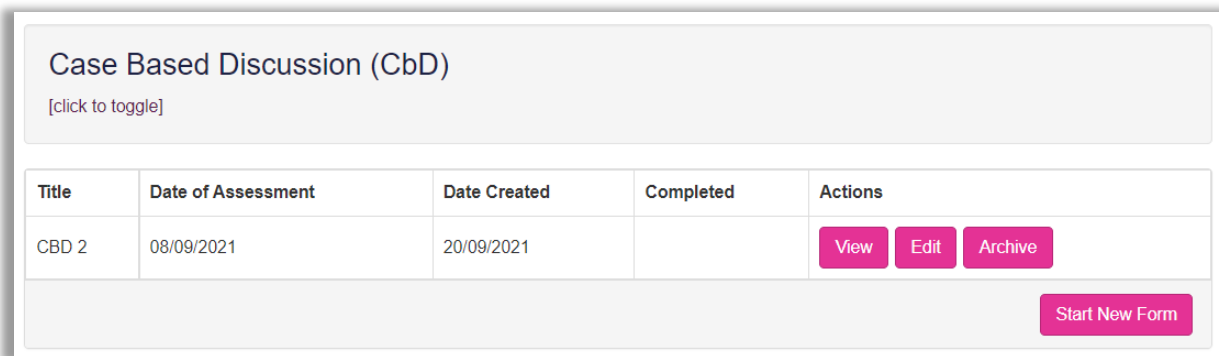 Case Based Discussion (CbD)
[click to toggle]
Title Date of Assessment Date Created Completed Actions
CBD 2 08/09/2021 20/09/2021 View Edit Archive
Start New Form